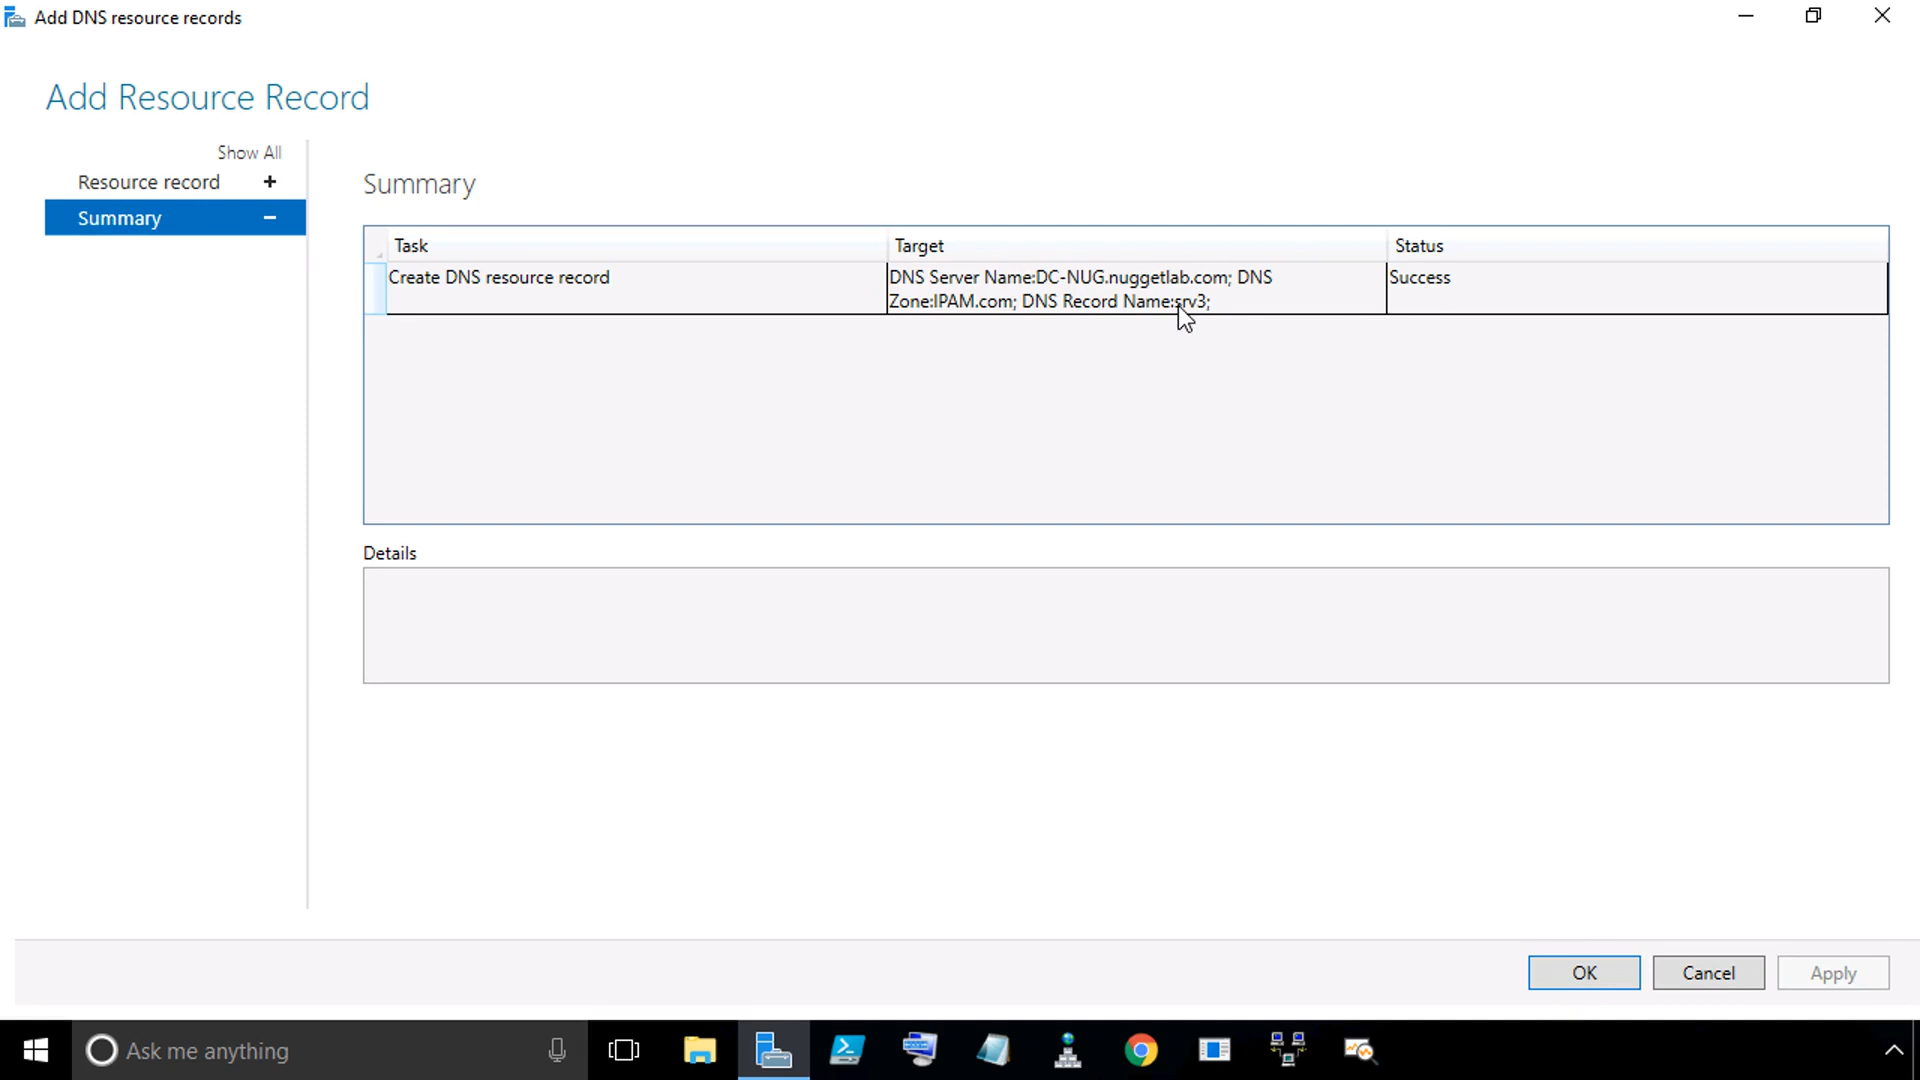 Add DNS resource records
Add Resource Record
Show All
Resource record +
Summary −
Summary
Task Target Status
Create DNS resource record DNS Server Name:DC-NUG.nuggetlab.com; DNS Success
Zone:IPAM.com; DNS Record Name:srv3;
Details
OK Cancel Apply
Ask me anything